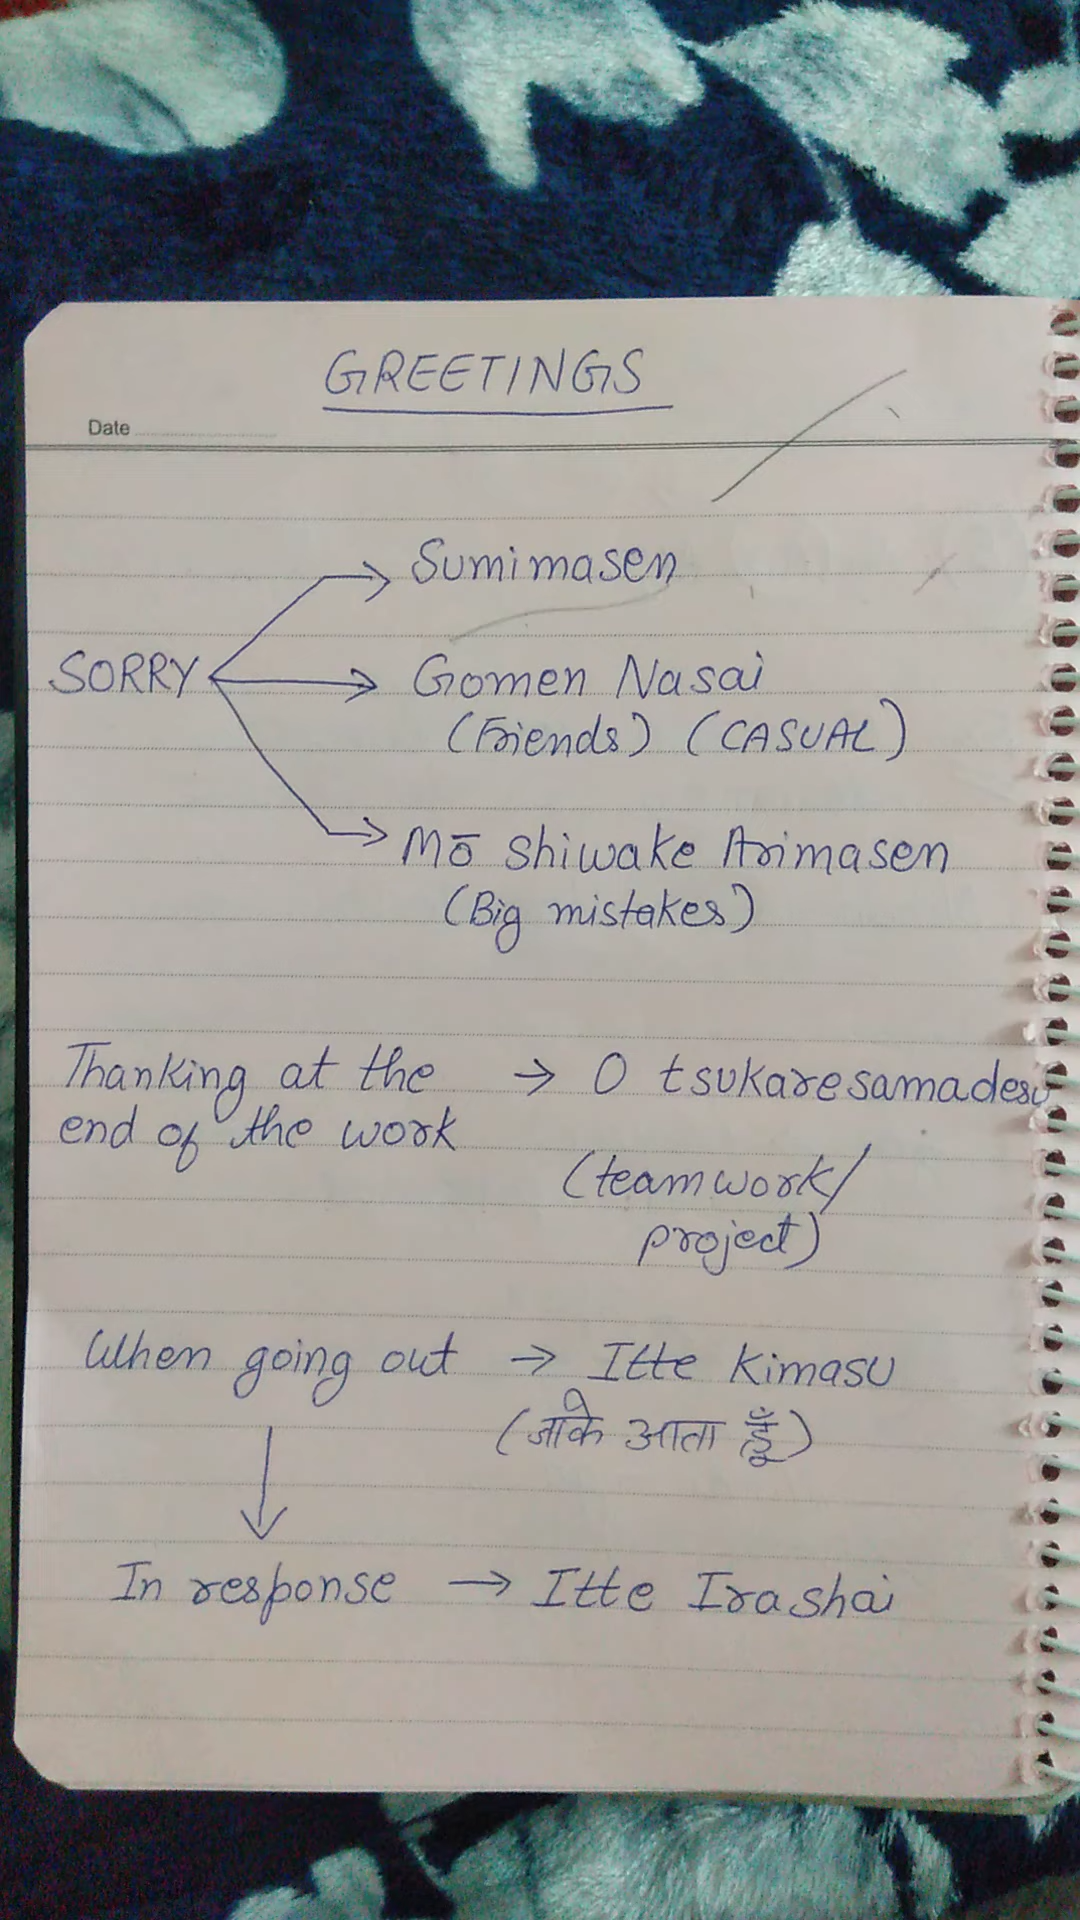 GREETINGS
Date
Sumimasen
SORRY
Gomen Nasai
(Friends) (CASUAL)
Mō shiwake Arimasen
(Big mistakes)
Thanking at the → O tsukaresamadesu
end of the work
(teamwork/
project)
When going out → Itte Kimasu
(जाके आता हूँ)
In response → Itte Irashai